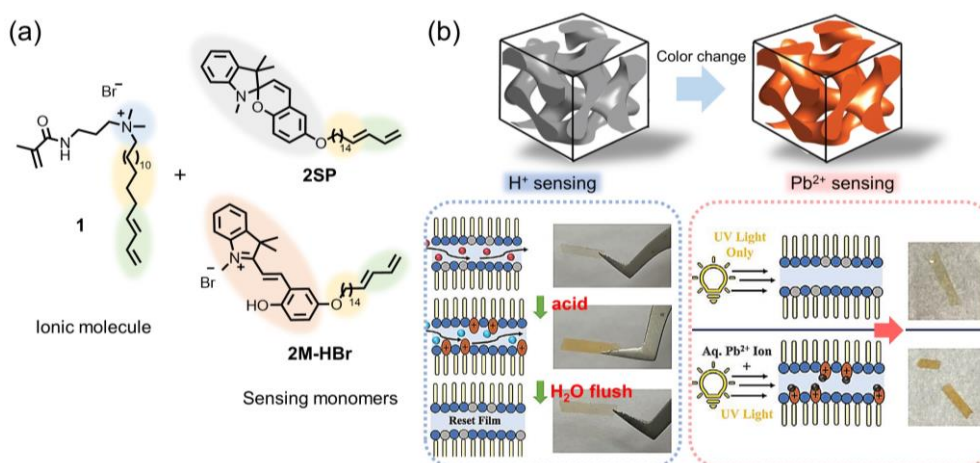 (a)
Br⁻
+
N
O
N
H
10
1
Ionic molecule
+
N
O
O
14
2SP
N
+
Br⁻
HO
O
14
2M-HBr
Sensing monomers
(b)
Color change
H⁺ sensing
Pb²⁺ sensing
acid
H₂O flush
Reset Film
UV Light
Only
Aq. Pb²⁺ Ion
+
UV Light